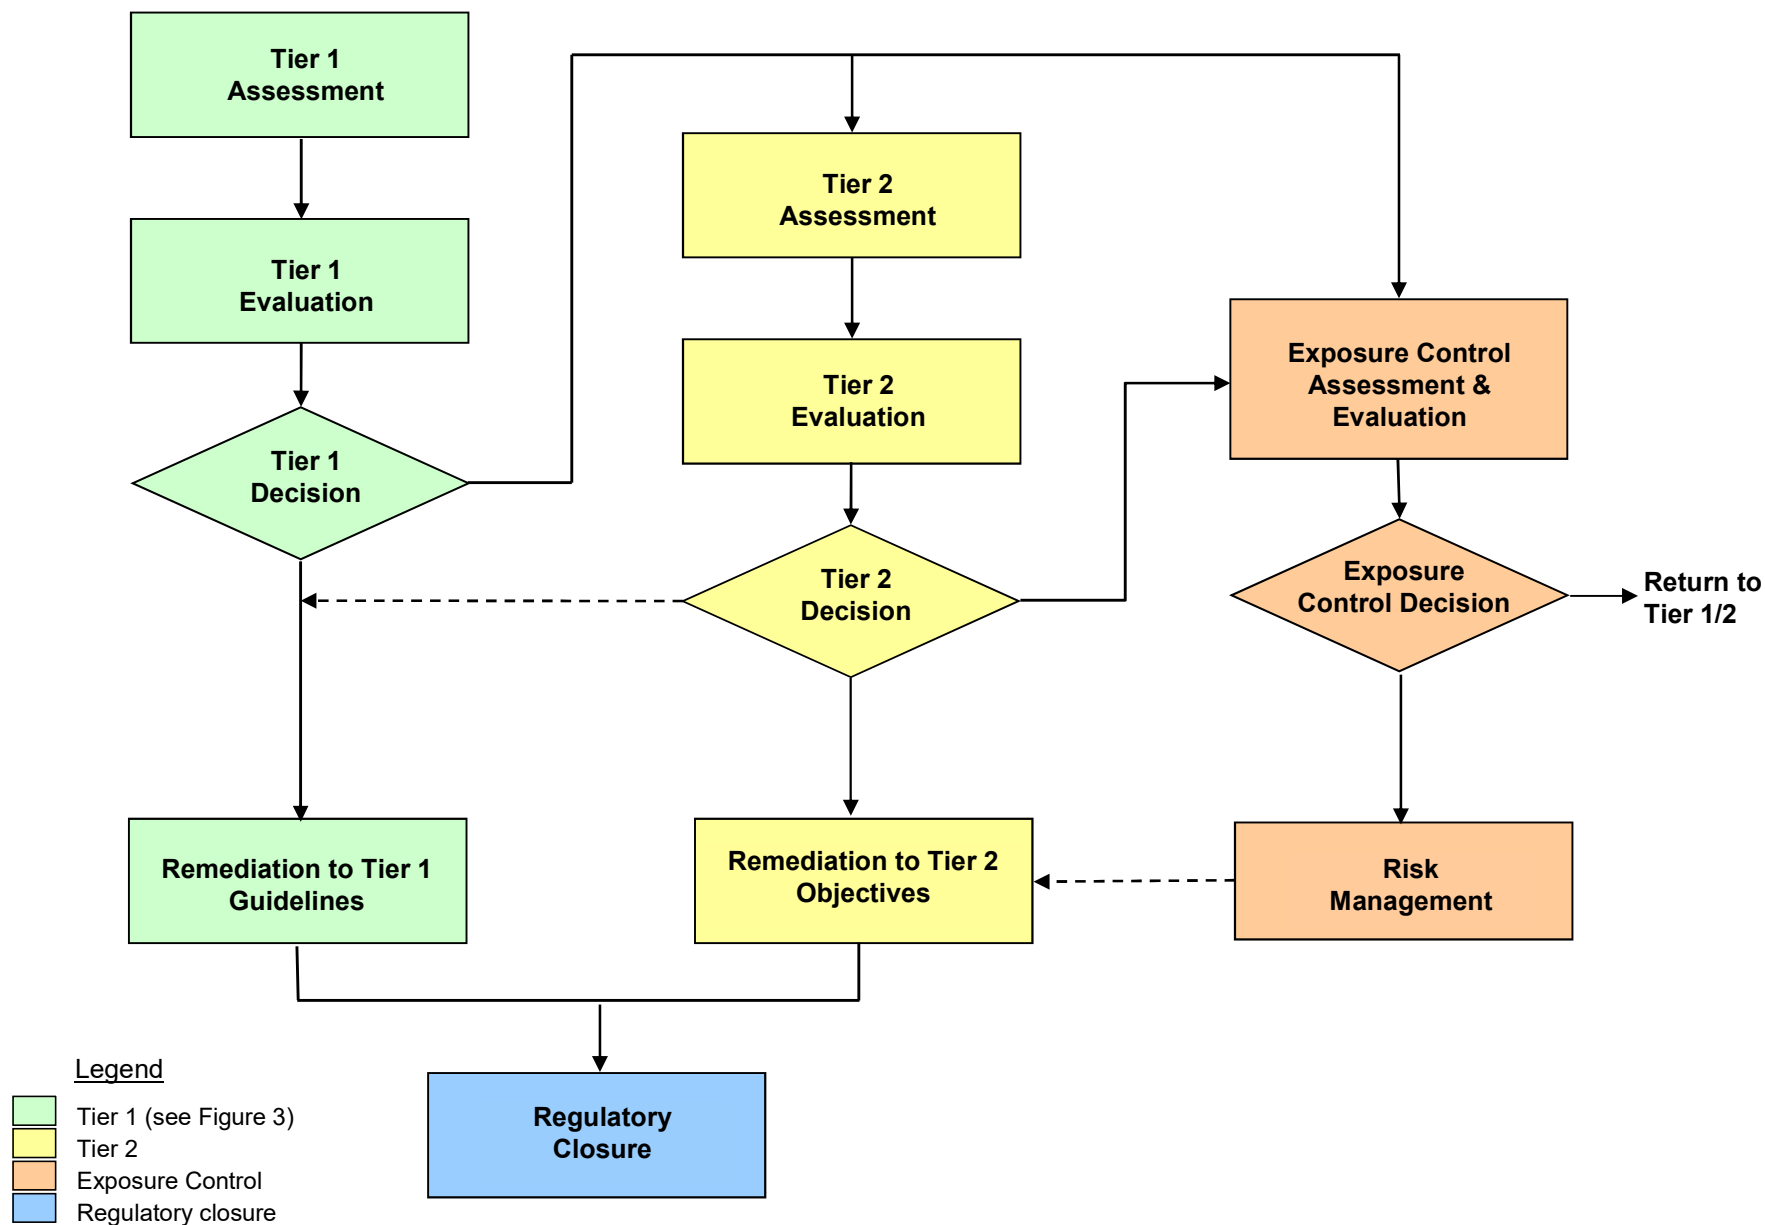 Tier 1
Assessment
Tier 2
Assessment
Tier 1
Evaluation
Exposure Control
Assessment &
Evaluation
Tier 2
Evaluation
Tier 1
Decision
Tier 2
Decision
Exposure
Control Decision
Return to
Tier 1/2
Remediation to Tier 1
Guidelines
Remediation to Tier 2
Objectives
Risk
Management
Regulatory
Closure
Legend
Tier 1 (see Figure 3)
Tier 2
Exposure Control
Regulatory closure